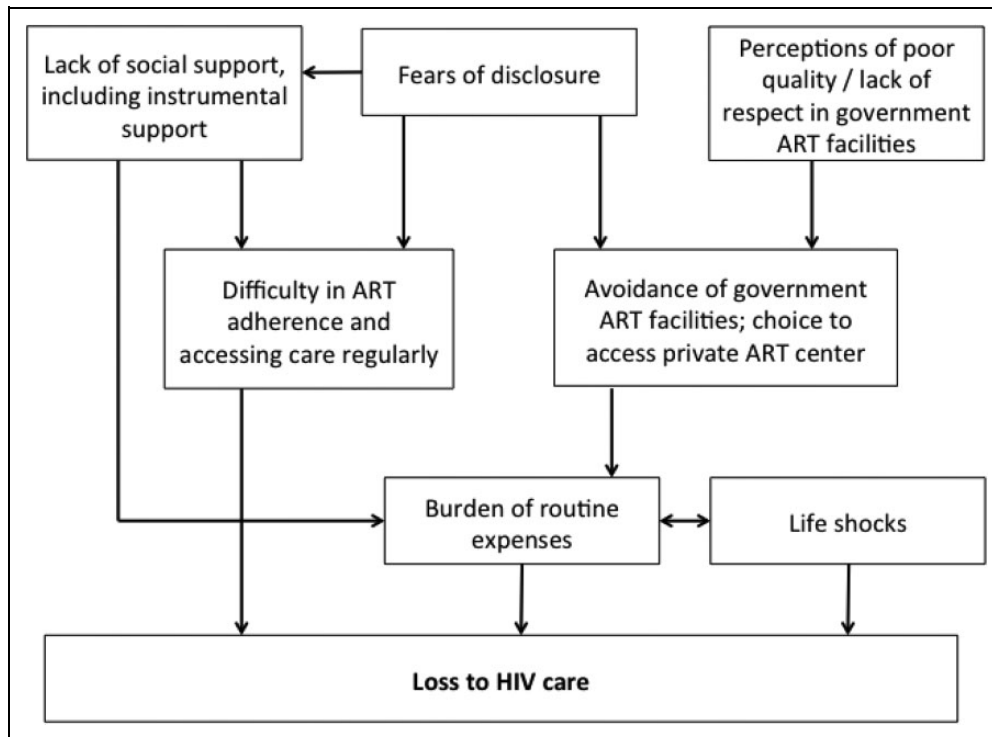 Lack of social support,
including instrumental
support
Fears of disclosure
Perceptions of poor
quality / lack of
respect in government
ART facilities
Difficulty in ART
adherence and
accessing care regularly
Avoidance of government
ART facilities; choice to
access private ART center
Burden of routine
expenses
Life shocks
Loss to HIV care